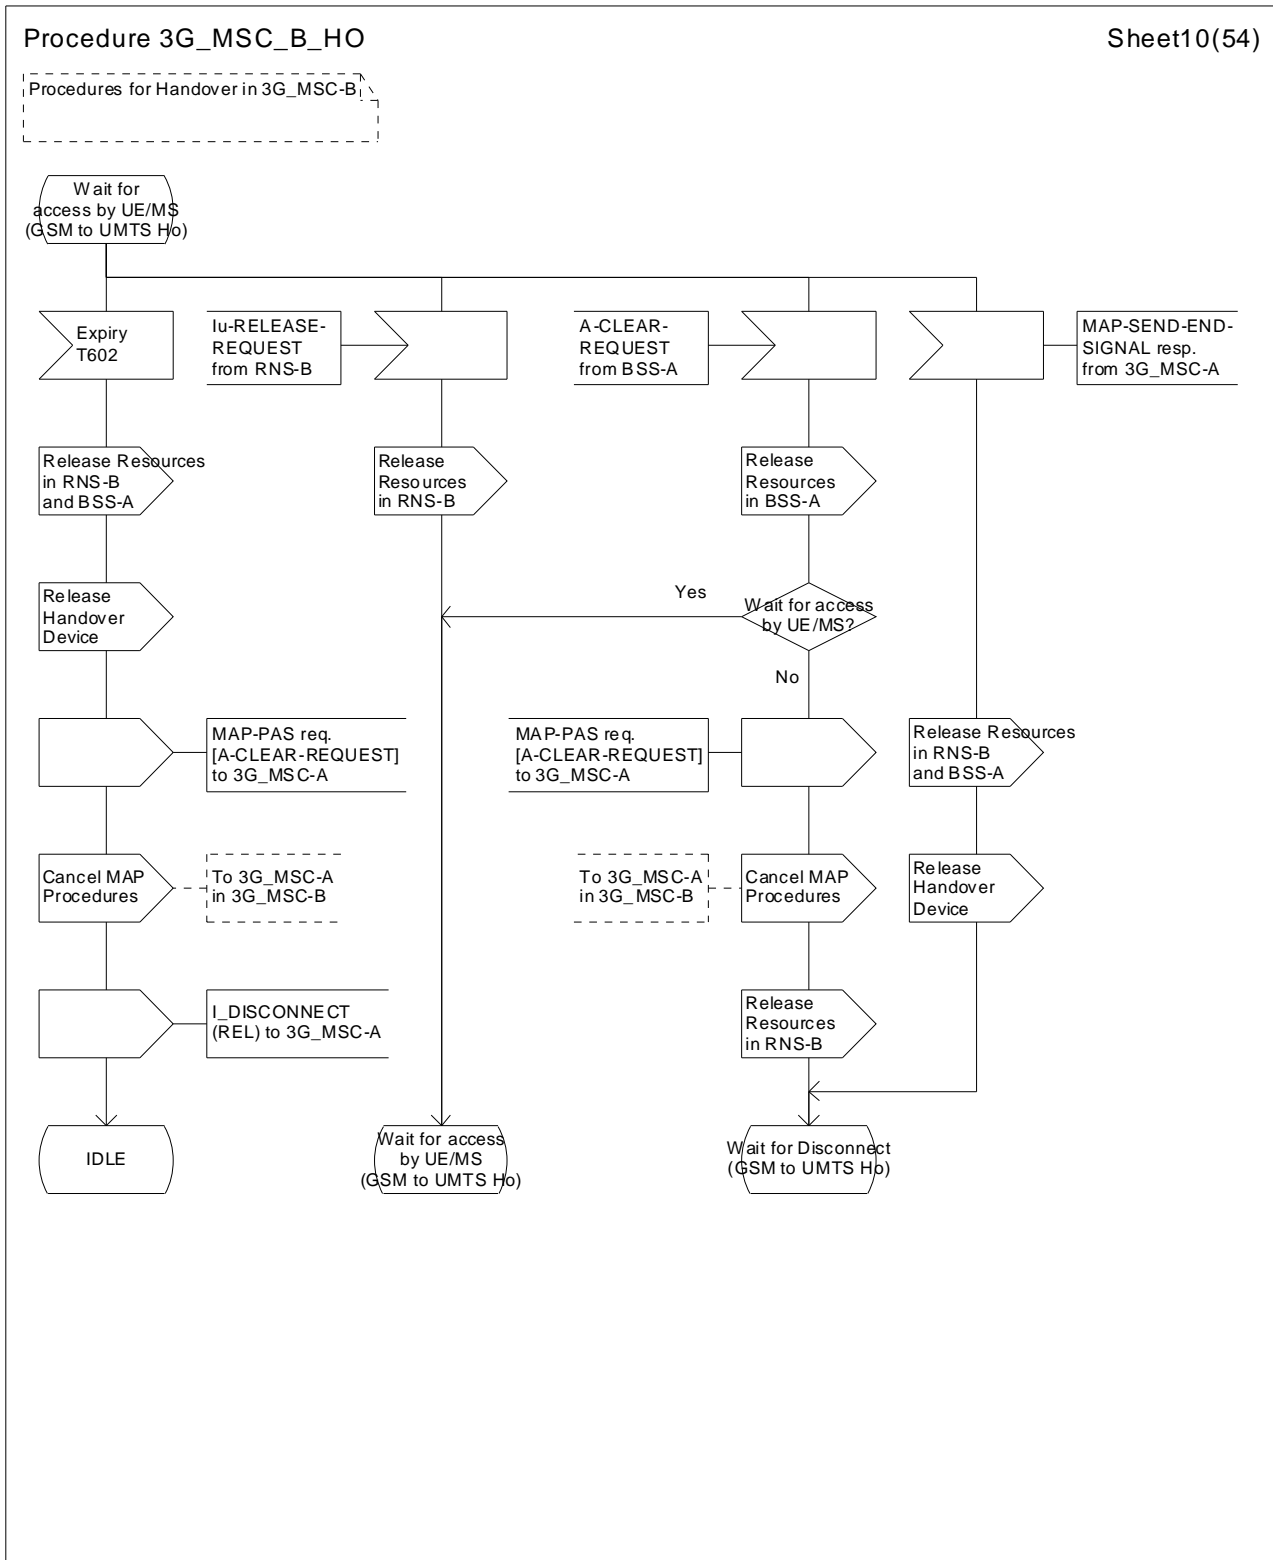 Procedure 3G_MSC_B_HO
Sheet10(54)
Procedures for Handover in 3G_MSC-B
Wait for
access by UE/MS
(GSM to UMTS Ho)
Expiry
T602
Iu-RELEASE-
REQUEST
from RNS-B
A-CLEAR-
REQUEST
from BSS-A
MAP-SEND-END-
SIGNAL resp.
from 3G_MSC-A
Release Resources
in RNS-B
and BSS-A
Release
Resources
in RNS-B
Release
Resources
in BSS-A
Release
Handover
Device
Yes
Wait for access
by UE/MS?
No
MAP-PAS req.
[A-CLEAR-REQUEST]
to 3G_MSC-A
MAP-PAS req.
[A-CLEAR-REQUEST]
to 3G_MSC-A
Release Resources
in RNS-B
and BSS-A
Cancel MAP
Procedures
To 3G_MSC-A
in 3G_MSC-B
To 3G_MSC-A
in 3G_MSC-B
Cancel MAP
Procedures
Release
Handover
Device
I_DISCONNECT
(REL) to 3G_MSC-A
Release
Resources
in RNS-B
IDLE
Wait for access
by UE/MS
(GSM to UMTS Ho)
Wait for Disconnect
(GSM to UMTS Ho)